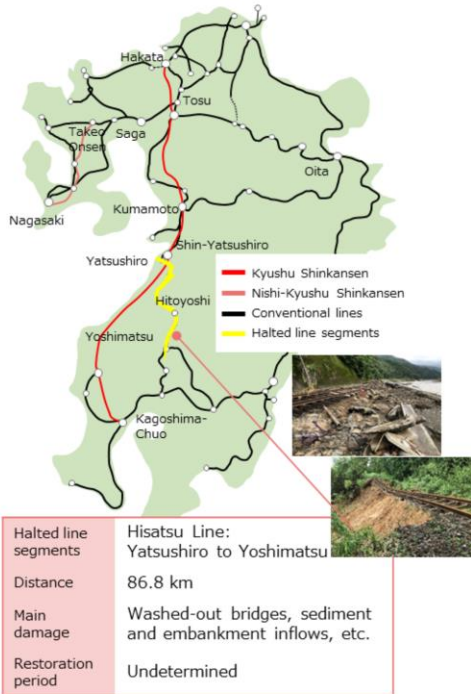 Hakata
Tosu
Takeo
Onsen
Saga
Oita
Nagasaki
Kumamoto
Shin-Yatsushiro
Yatsushiro
Kyushu Shinkansen
Nishi-Kyushu Shinkansen
Conventional lines
Halted line segments
Hitoyoshi
Yoshimatsu
Kagoshima-
Chuo
Halted line
segments
Hisatsu Line:
Yatsushiro to Yoshimatsu
Distance
86.8 km
Main
damage
Washed-out bridges, sediment
and embankment inflows, etc.
Restoration
period
Undetermined